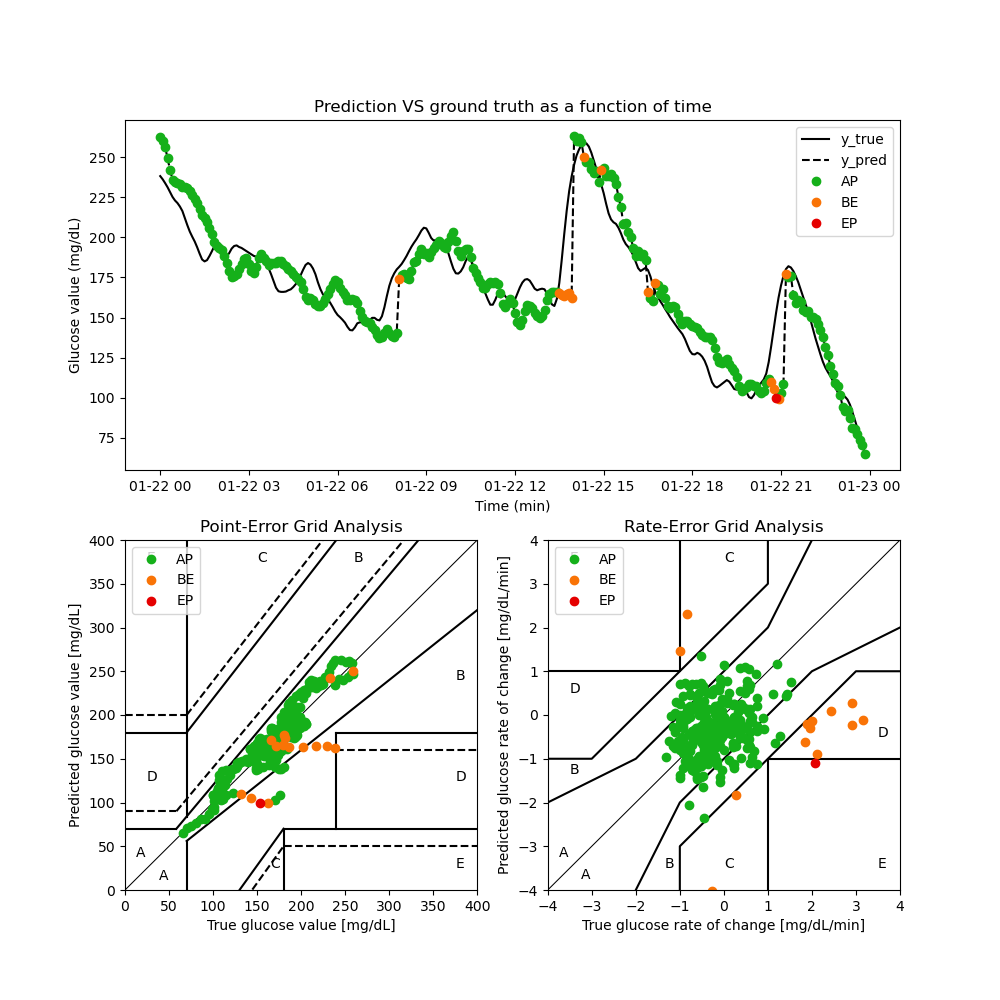 Prediction VS ground truth as a function of time
Glucose value (mg/dL)
250
225
200
175
150
125
100
75
y_true
y_pred
AP
BE
EP
01-22 00 01-22 03 01-22 06 01-22 09 01-22 12 01-22 15 01-22 18 01-22 21 01-23 00
Time (min)
Point-Error Grid Analysis
Predicted glucose value [mg/dL]
400
350
300
250
200
150
100
50
0
AP
BE
EP
C B
B
D D
A
A
C E
0 50 100 150 200 250 300 350 400
True glucose value [mg/dL]
Rate-Error Grid Analysis
Predicted glucose rate of change [mg/dL/min]
4
3
2
1
0
−1
−2
−3
−4
AP
BE
EP
C
D
D
B
A
A
B C E
−4 −3 −2 −1 0 1 2 3 4
True glucose rate of change [mg/dL/min]